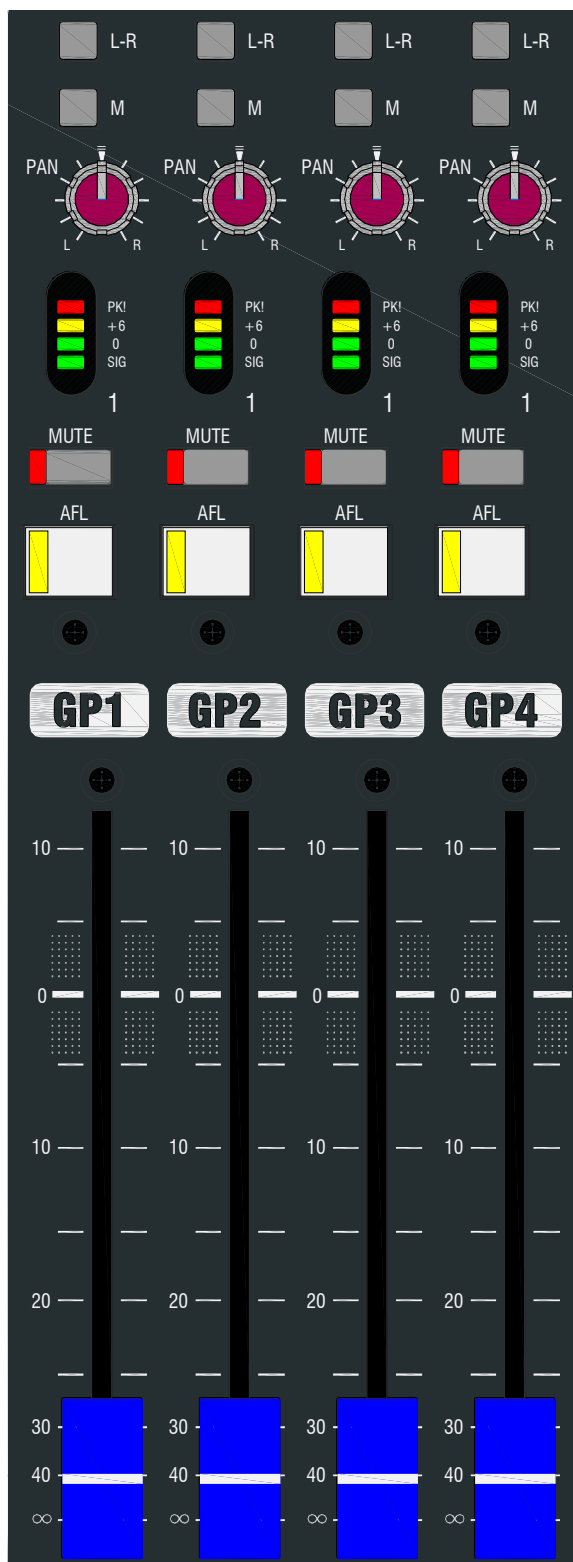 L-R L-R L-R L-R
M M M M
PAN PAN PAN PAN
L R L R L R L R
PK! PK! PK! PK!
+6 +6 +6 +6
0 0 0 0
SIG SIG SIG SIG
1 1 1 1
MUTE MUTE MUTE MUTE
AFL AFL AFL AFL
GP1 GP2 GP3 GP4
10 10 10 10
0 0 0 0
10 10 10 10
20 20 20 20
30 30 30 30
40 40 40 40
∞ ∞ ∞ ∞